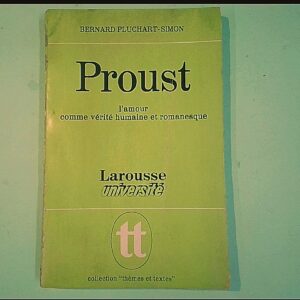 BERNARD PLUCHART-SIMON
Proust
l'amour
comme vérité humaine et romanesque
Larousse
université
tt
collection "thèmes et textes"